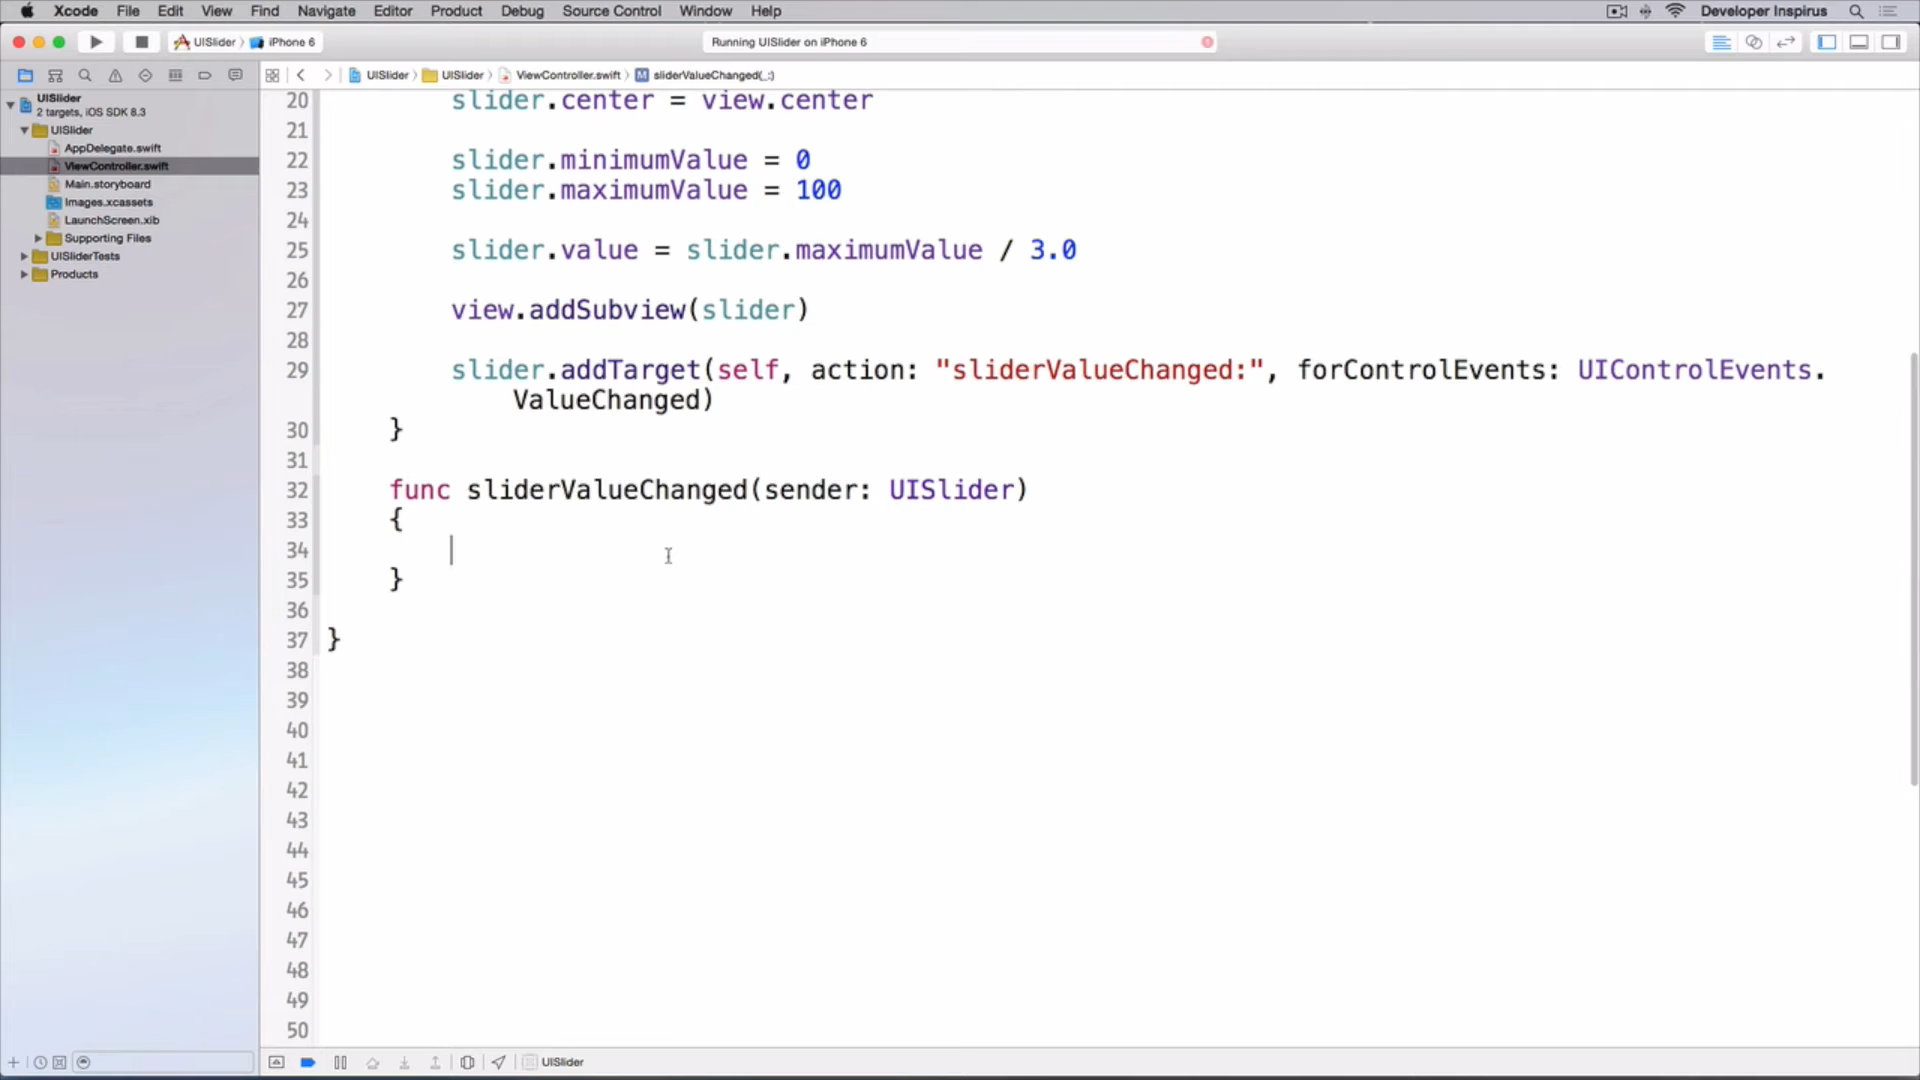 Xcode File Edit View Find Navigate Editor Product Debug Source Control Window Help Developer Inspirus
UISlider iPhone 6 Running UISlider on iPhone 6
UISlider UISlider ViewController.swift M sliderValueChanged(_:)
UISlider
2 targets, iOS SDK 8.3
UISlider
AppDelegate.swift
ViewController.swift
Main.storyboard
Images.xcassets
LaunchScreen.xib
Supporting Files
UISliderTests
Products
20 slider.center = view.center
21
22 slider.minimumValue = 0
23 slider.maximumValue = 100
24
25 slider.value = slider.maximumValue / 3.0
26
27 view.addSubview(slider)
28
29 slider.addTarget(self, action: "sliderValueChanged:", forControlEvents: UIControlEvents.
ValueChanged)
30 }
31
32 func sliderValueChanged(sender: UISlider)
33 {
34
35 }
36
37 }
38
39
40
41
42
43
44
45
46
47
48
49
50
UISlider